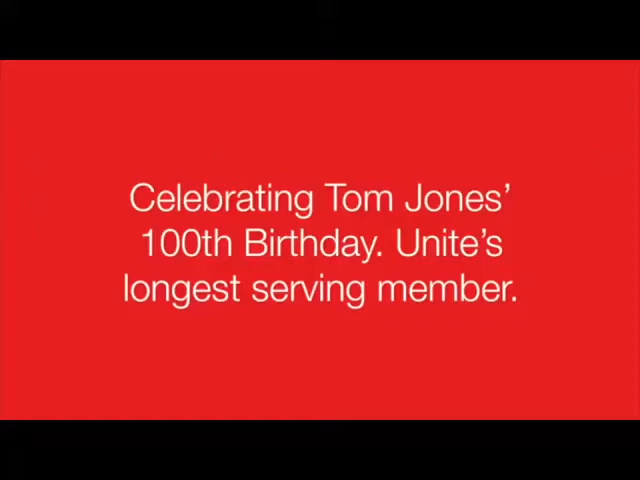 Celebrating Tom Jones’
100th Birthday. Unite’s
longest serving member.